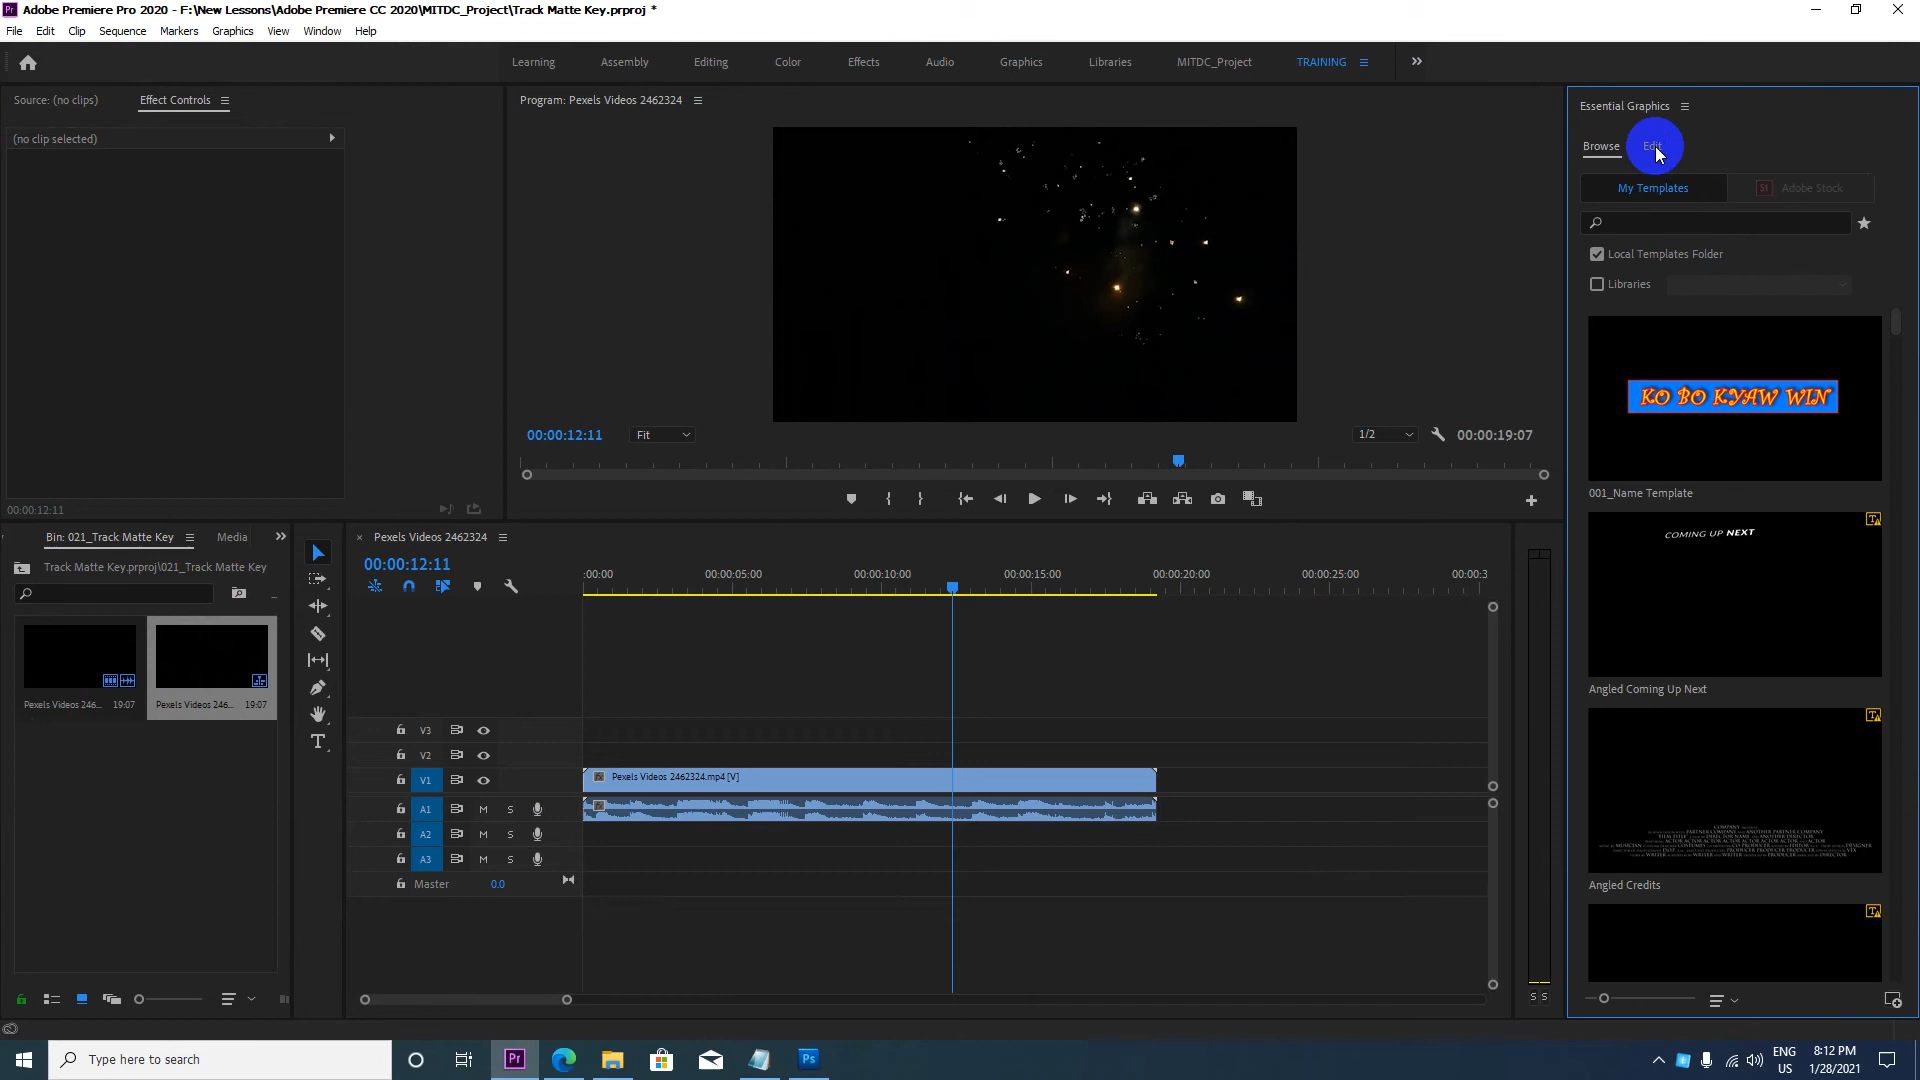 Adobe Premiere Pro 2020 - F:\New Lessons\Adobe Premiere CC 2020\MITDC_Project\Track Matte Key.prproj *
File Edit Clip Sequence Markers Graphics View Window Help
Learning Assembly Editing Color Effects Audio Graphics Libraries MITDC_Project TRAINING
Source: (no clips) Effect Controls
(no clip selected)
00:00:12:11
Program: Pexels Videos 2462324
00:00:12:11 Fit 1/2 00:00:19:07
Essential Graphics
Browse Edit
My Templates St Adobe Stock
Local Templates Folder
Libraries
KO BO KYAW WIN
001_Name Template
COMING UP NEXT
Angled Coming Up Next
Angled Credits
Bin: 021_Track Matte Key Media
Track Matte Key.prproj\021_Track Matte Key
Pexels Videos 246... 19:07
Pexels Videos 246... 19:07
Pexels Videos 2462324
00:00:12:11
:00:00 00:00:05:00 00:00:10:00 00:00:15:00 00:00:20:00 00:00:25:00 00:00:3
V3
V2
V1 fx Pexels Videos 2462324.mp4 [V]
A1 M S fx
A2 M S
A3 M S
Master 0.0
S S
Type here to search
Pr
Ps
ENG
US
8:12 PM
1/28/2021